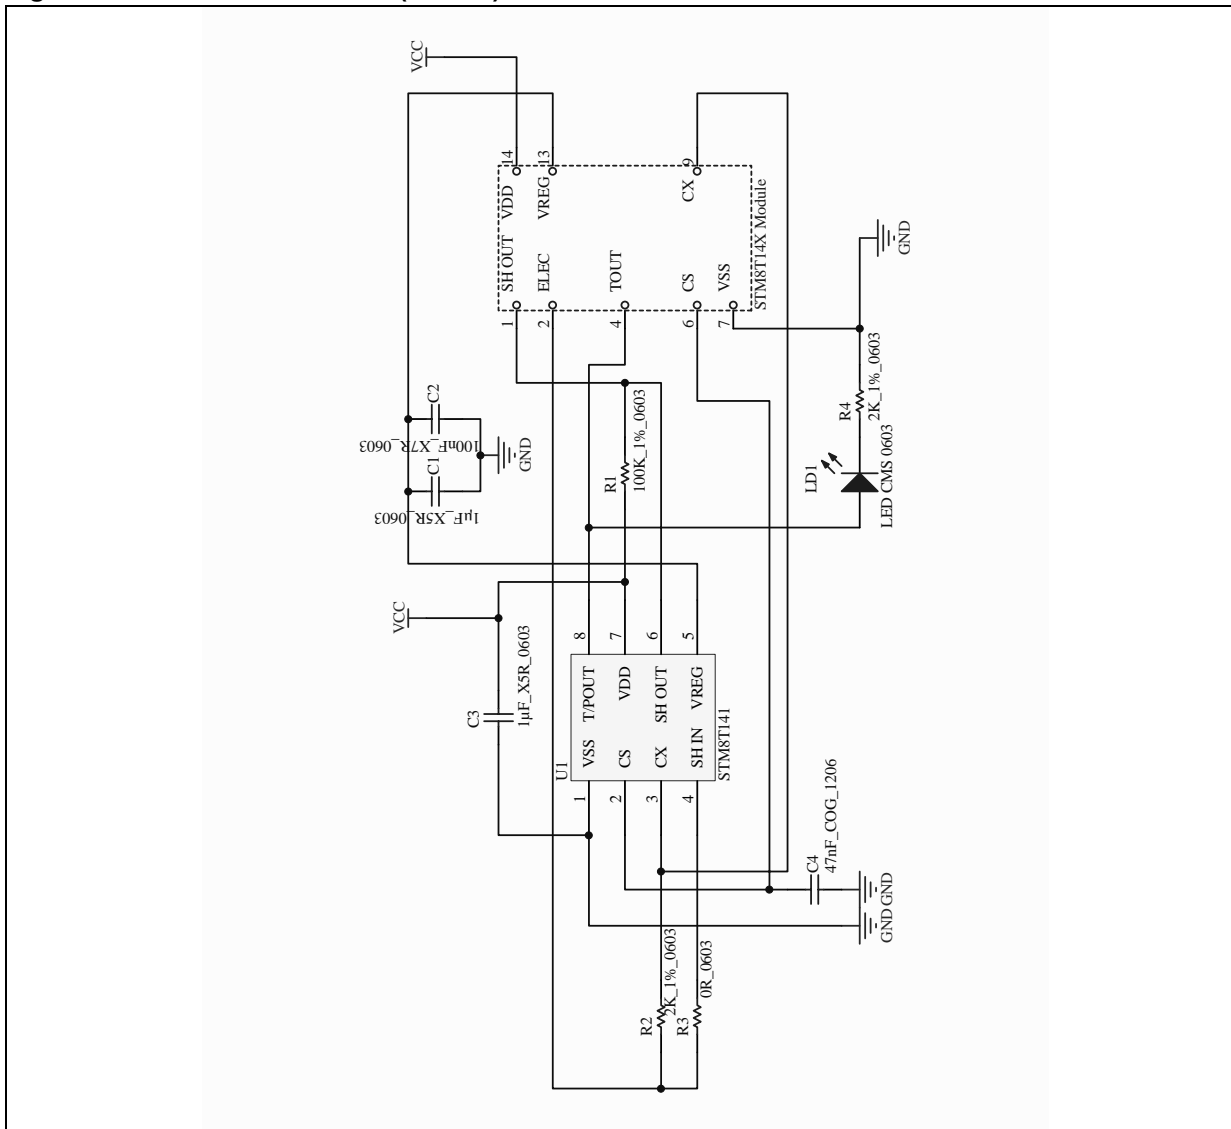 VCC
14
13
9
VDD
VREG
CX
SH OUT
ELEC
TOUT
CS
VSS
STM8T14X Module
1
2
4
6
7
GND
R4
2K_1%_0603
LD1
LED CMS 0603
C2
100nF_X7R_0603
C1
1µF_X5R_0603
GND
R1
100K_1%_0603
VCC
C3
1µF_X5R_0603
8
7
6
5
T/POUT
VDD
SH OUT
VREG
VSS
CS
CX
SH IN
U1
STM8T141
1
2
3
4
C4
47nF_COG_1206
GND
GND
R2
2K_1%_0603
R3
0R_0603